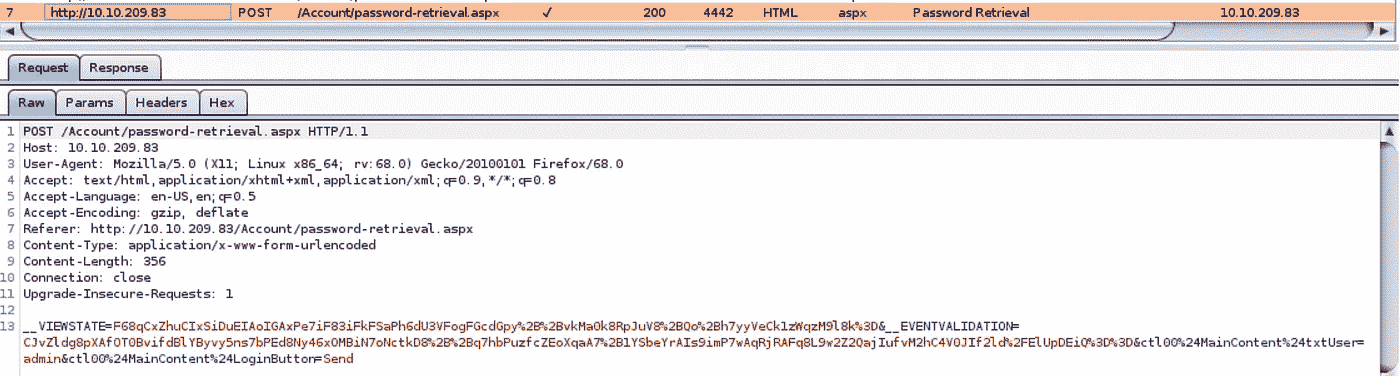 7 http://10.10.209.83 POST /Account/password-retrieval.aspx ✓ 200 4442 HTML aspx Password Retrieval 10.10.209.83
Request Response
Raw Params Headers Hex
1 POST /Account/password-retrieval.aspx HTTP/1.1
2 Host: 10.10.209.83
3 User-Agent: Mozilla/5.0 (X11; Linux x86_64; rv:68.0) Gecko/20100101 Firefox/68.0
4 Accept: text/html,application/xhtml+xml,application/xml;q=0.9,*/*;q=0.8
5 Accept-Language: en-US,en;q=0.5
6 Accept-Encoding: gzip, deflate
7 Referer: http://10.10.209.83/Account/password-retrieval.aspx
8 Content-Type: application/x-www-form-urlencoded
9 Content-Length: 356
10 Connection: close
11 Upgrade-Insecure-Requests: 1
12
13 __VIEWSTATE=F68qCxZhuCIxSiDuEIAoIGAxPe7iF83iFkFSaPh6dU3VFogFGcdGpy%2B%2BvkMa0k8RpJuV8%2BQo%2Bh7yyVeCk1zWqzM9l8k%3D&__EVENTVALIDATION=
CJvZldg8pXAfOT0BvifdBlYByvy5ns7bPEd8Ny46xOMBiN7oNctkD8%2B%2Bq7hbPuzfcZEoXqaA7%2B1YSbeYrAIs9imP7wAqRjRAFq8L9w2Z2QajIufvM2hC4V0JIf2ld%2FElUpDEiQ%3D%3D&ctl00%24MainContent%24txtUser=
admin&ctl00%24MainContent%24LoginButton=Send